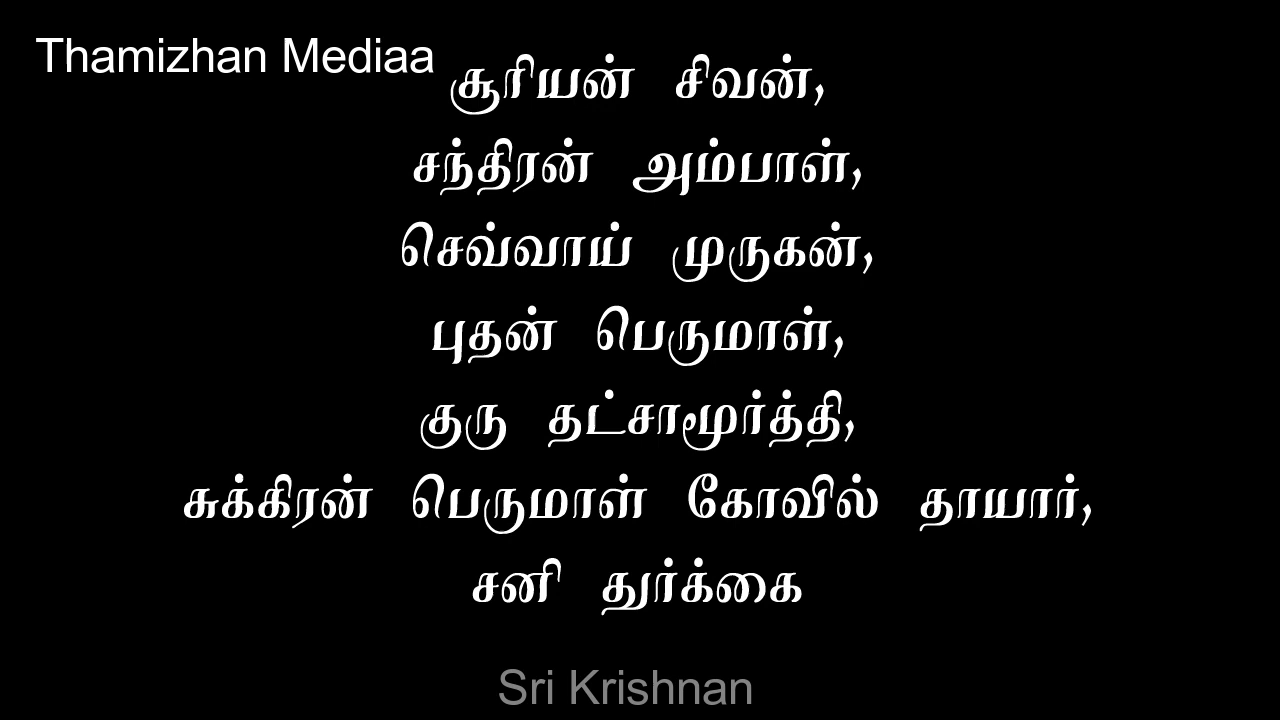 Thamizhan Mediaa
சூரியன் சிவன்,
சந்திரன் அம்பாள்,
செவ்வாய் முருகன்,
புதன் பெருமாள்,
குரு தட்சாமூர்த்தி,
சுக்கிரன் பெருமாள் கோவில் தாயார்,
சனி துர்க்கை
Sri Krishnan